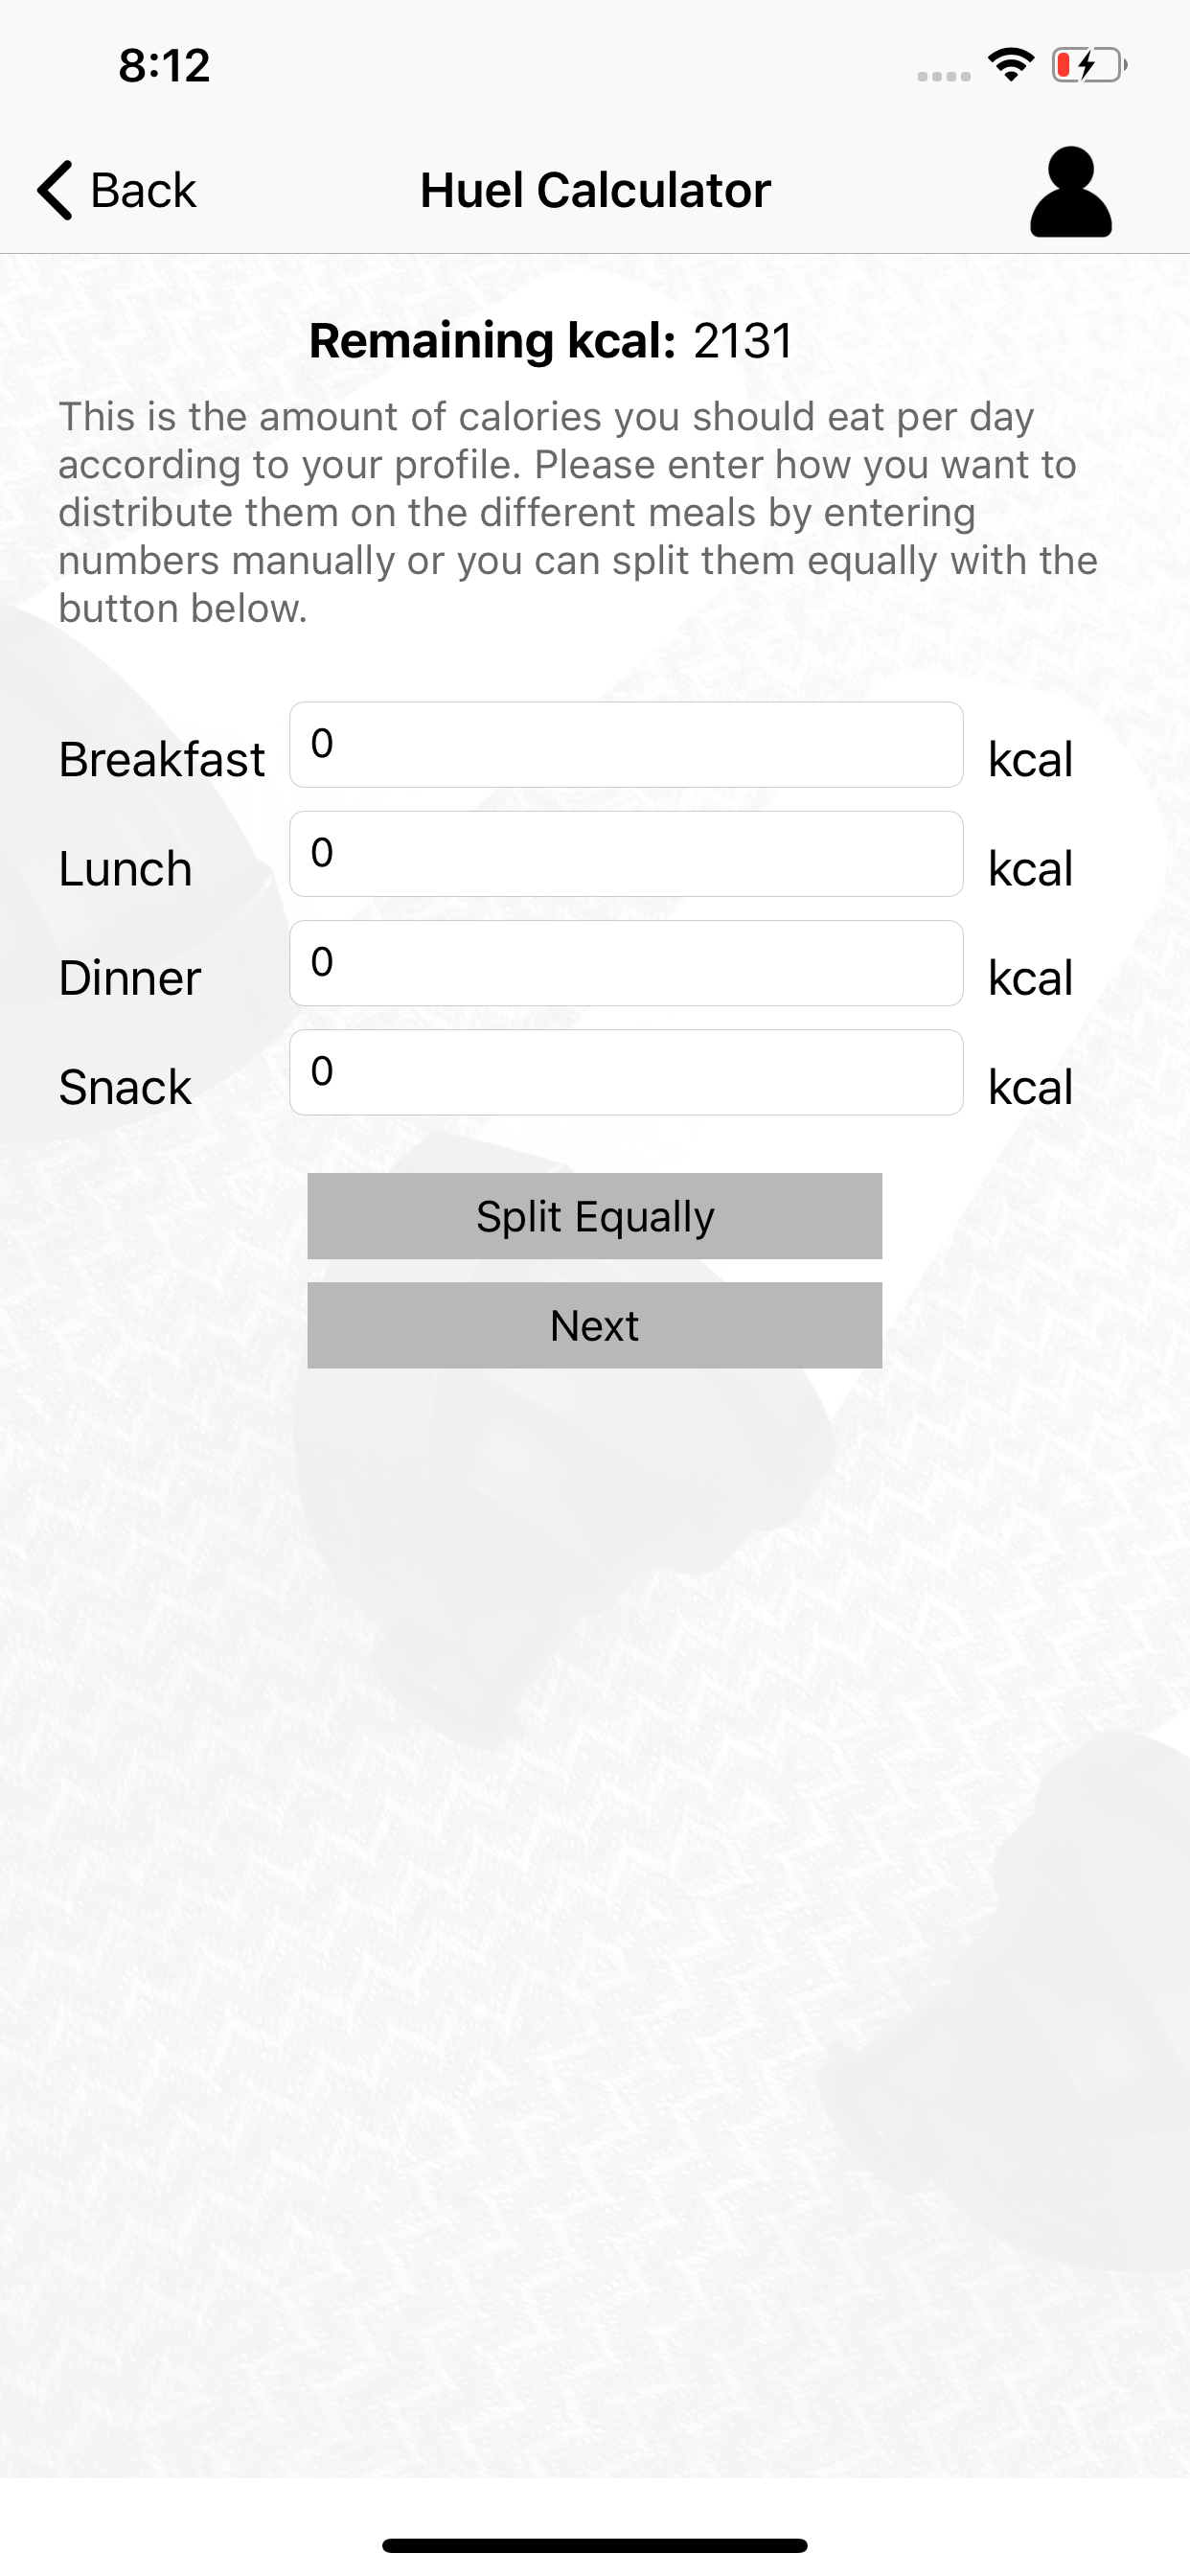 8:12
Back
Huel Calculator
Remaining kcal: 2131
This is the amount of calories you should eat per day
according to your profile. Please enter how you want to
distribute them on the different meals by entering
numbers manually or you can split them equally with the
button below.
Breakfast 0 kcal
Lunch 0 kcal
Dinner 0 kcal
Snack 0 kcal
Split Equally
Next